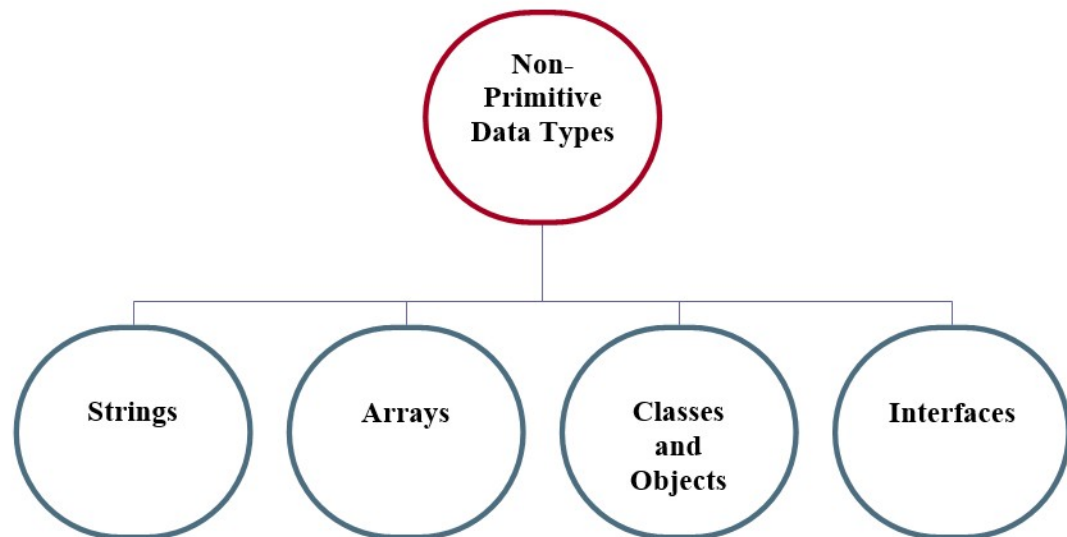 Non-
Primitive
Data Types
Strings
Arrays
Classes
and
Objects
Interfaces